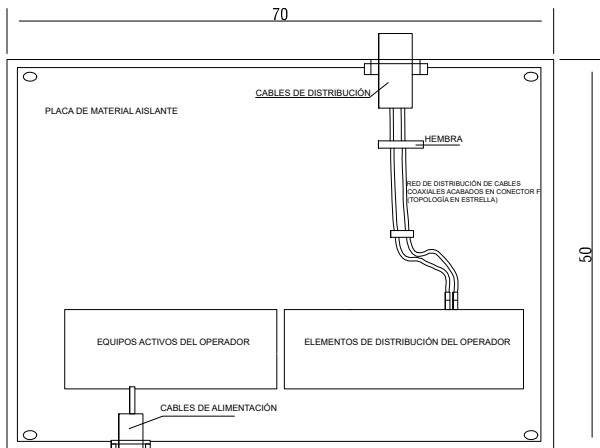 70
CABLES DE DISTRIBUCIÓN
PLACA DE MATERIAL AISLANTE
HEMBRA
RED DE DISTRIBUCIÓN DE CABLES
COAXIALES ACABADOS EN CONECTOR F
(TOPOLOGÍA EN ESTRELLA)
50
EQUIPOS ACTIVOS DEL OPERADOR
ELEMENTOS DE DISTRIBUCIÓN DEL OPERADOR
CABLES DE ALIMENTACIÓN